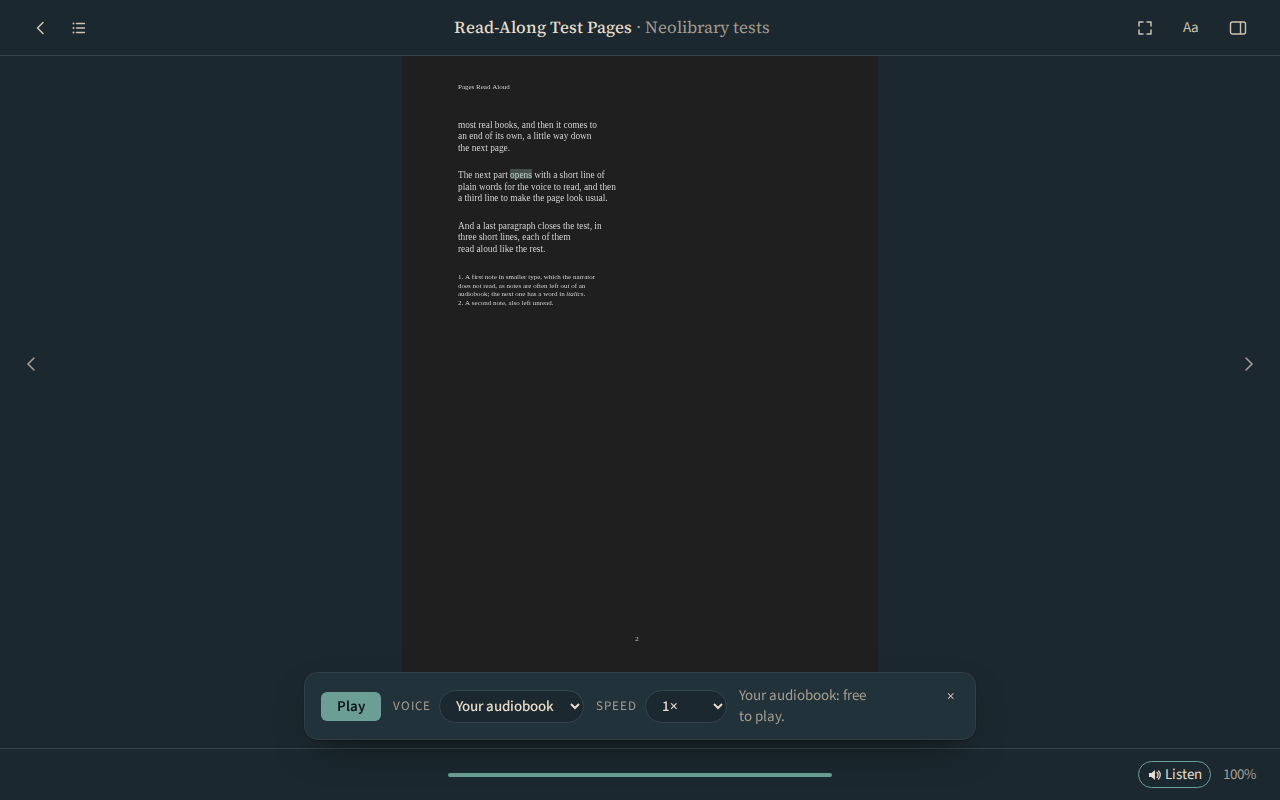 Read-Along Test Pages · Neolibrary tests
Aa
Pages Read Aloud
most real books, and then it comes to
an end of its own, a little way down
the next page.
The next part opens with a short line of
plain words for the voice to read, and then
a third line to make the page look usual.
And a last paragraph closes the test, in
three short lines, each of them
read aloud like the rest.
1. A first note in smaller type, which the narrator
does not read, as notes are often left out of an
audiobook; the next one has a word in italics.
2. A second note, also left unread.
2
Play VOICE Your audiobook SPEED 1× Your audiobook: free
to play. ×
Listen 100%